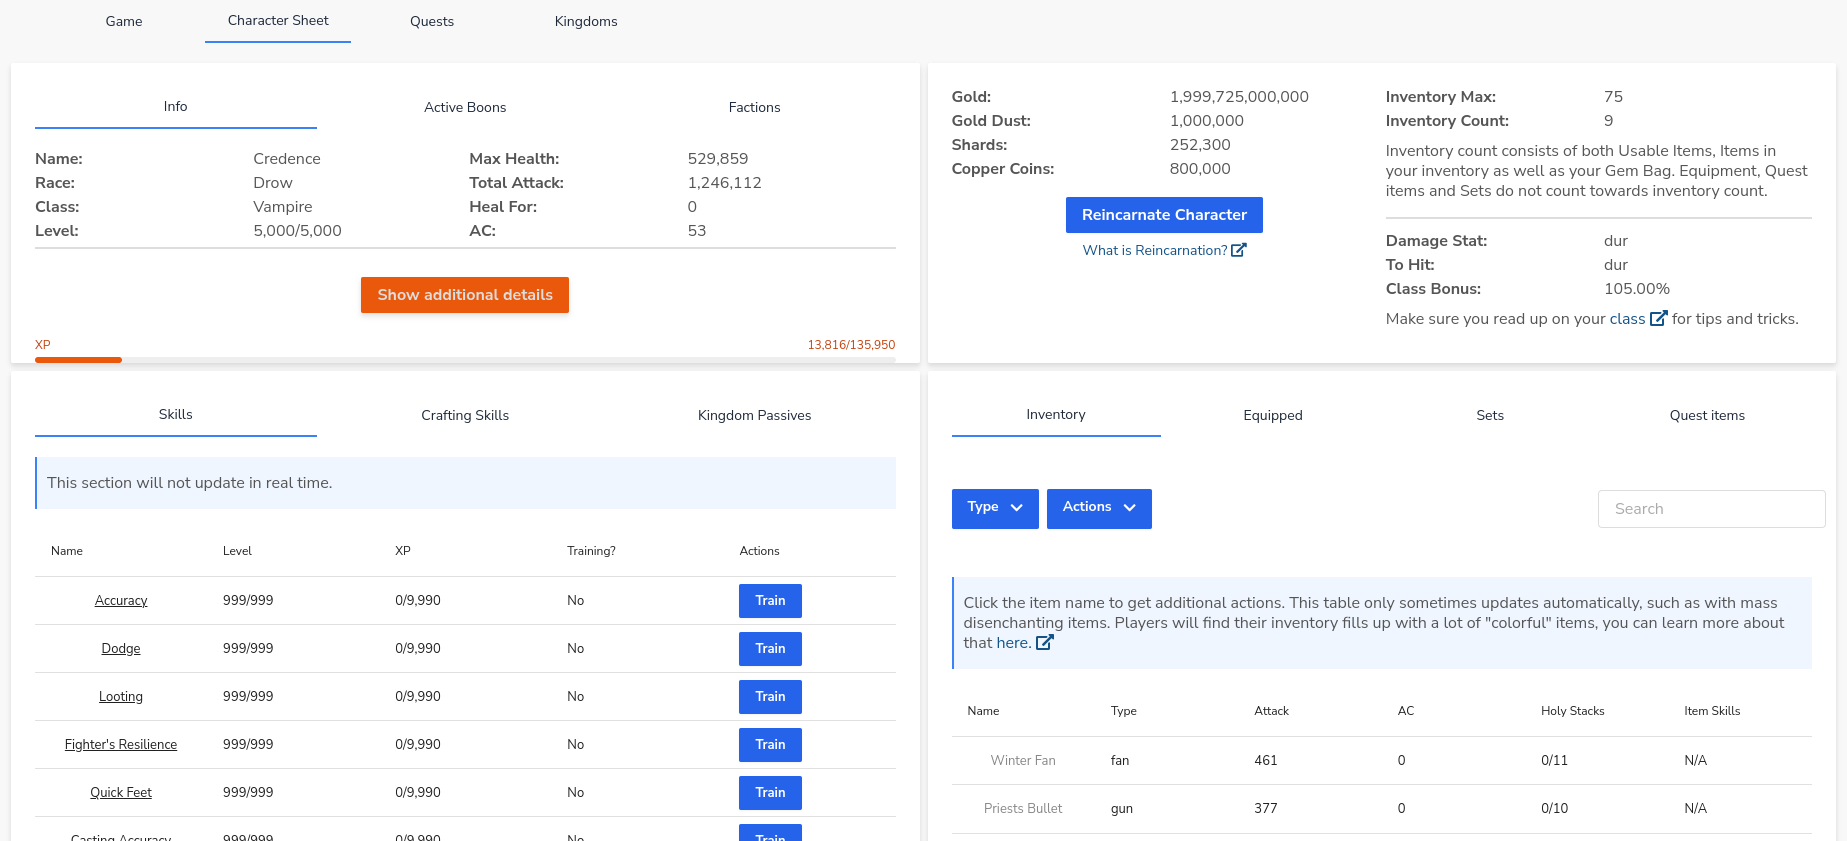 Game Character Sheet Quests Kingdoms
Info Active Boons Factions
Name: Credence Max Health: 529,859
Race: Drow Total Attack: 1,246,112
Class: Vampire Heal For: 0
Level: 5,000/5,000 AC: 53
Show additional details
XP 13,816/135,950
Gold: 1,999,725,000,000
Gold Dust: 1,000,000
Shards: 252,300
Copper Coins: 800,000
Reincarnate Character
What is Reincarnation?
Inventory Max: 75
Inventory Count: 9
Inventory count consists of both Usable Items, Items in
your inventory as well as your Gem Bag. Equipment, Quest
items and Sets do not count towards inventory count.
Damage Stat: dur
To Hit: dur
Class Bonus: 105.00%
Make sure you read up on your class for tips and tricks.
Skills Crafting Skills Kingdom Passives
This section will not update in real time.
Name Level XP Training? Actions
Accuracy 999/999 0/9,990 No Train
Dodge 999/999 0/9,990 No Train
Looting 999/999 0/9,990 No Train
Fighter's Resilience 999/999 0/9,990 No Train
Quick Feet 999/999 0/9,990 No Train
Casting Accuracy 999/999 0/9,990 No Train
Inventory Equipped Sets Quest items
Type Actions Search
Click the item name to get additional actions. This table only sometimes updates automatically, such as with mass
disenchanting items. Players will find their inventory fills up with a lot of "colorful" items, you can learn more about
that here.
Name Type Attack AC Holy Stacks Item Skills
Winter Fan fan 461 0 0/11 N/A
Priests Bullet gun 377 0 0/10 N/A